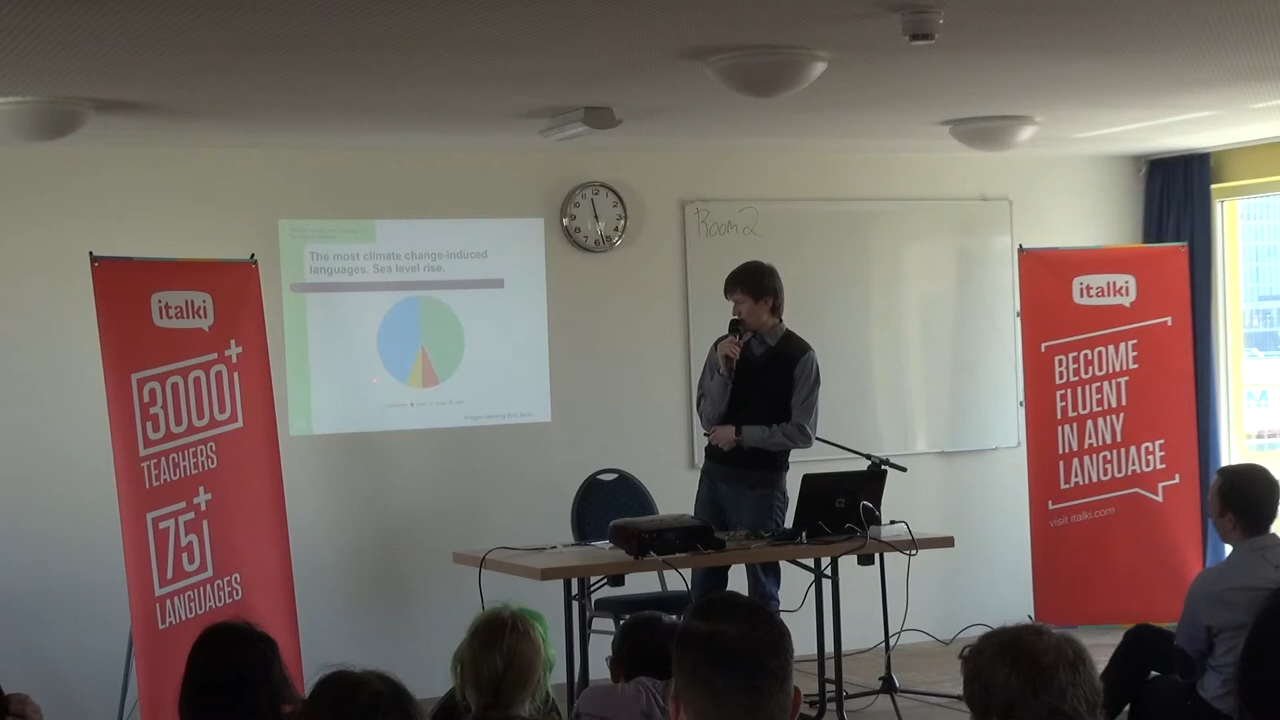 italki
3000+
TEACHERS
75+
LANGUAGES
The most climate change-induced
languages. Sea level rise.
Room 2
italki
BECOME
FLUENT
IN ANY
LANGUAGE
visit italki.com